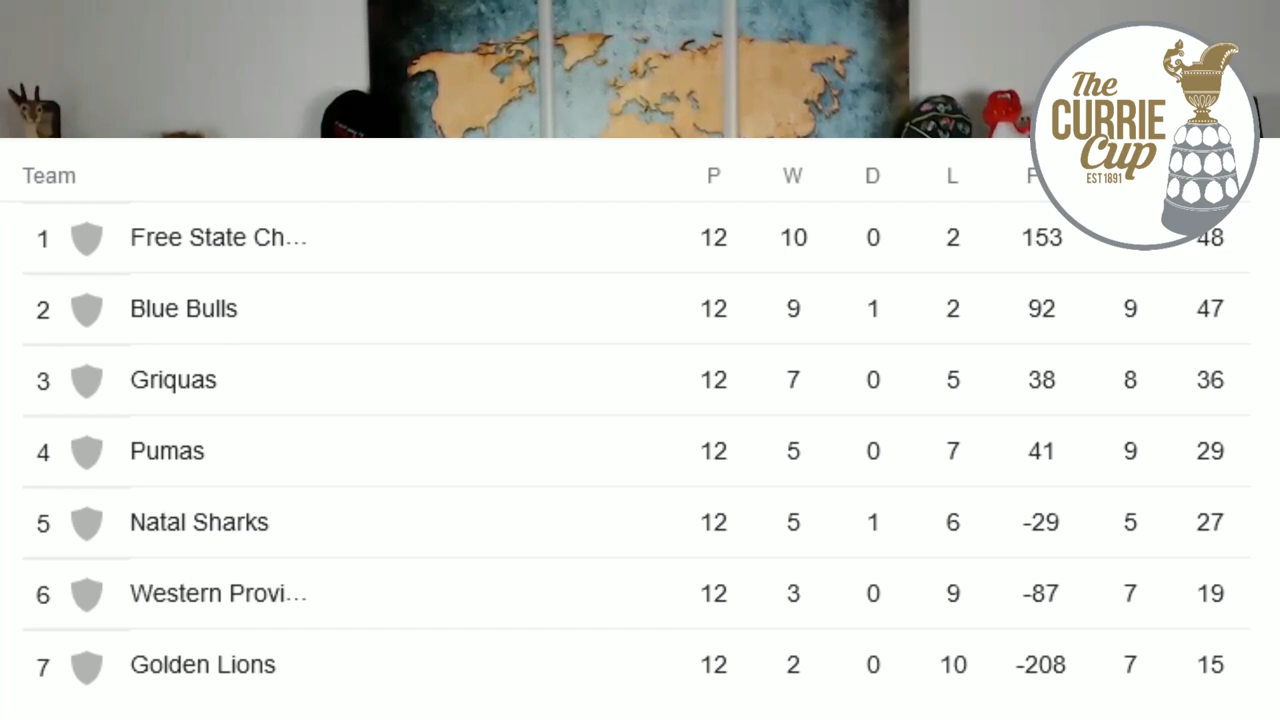 The
CURRIE
Cup
EST 1891
Team P W D L
1 Free State Ch... 12 10 0 2 153 48
2 Blue Bulls 12 9 1 2 92 9 47
3 Griquas 12 7 0 5 38 8 36
4 Pumas 12 5 0 7 41 9 29
5 Natal Sharks 12 5 1 6 -29 5 27
6 Western Provi... 12 3 0 9 -87 7 19
7 Golden Lions 12 2 0 10 -208 7 15